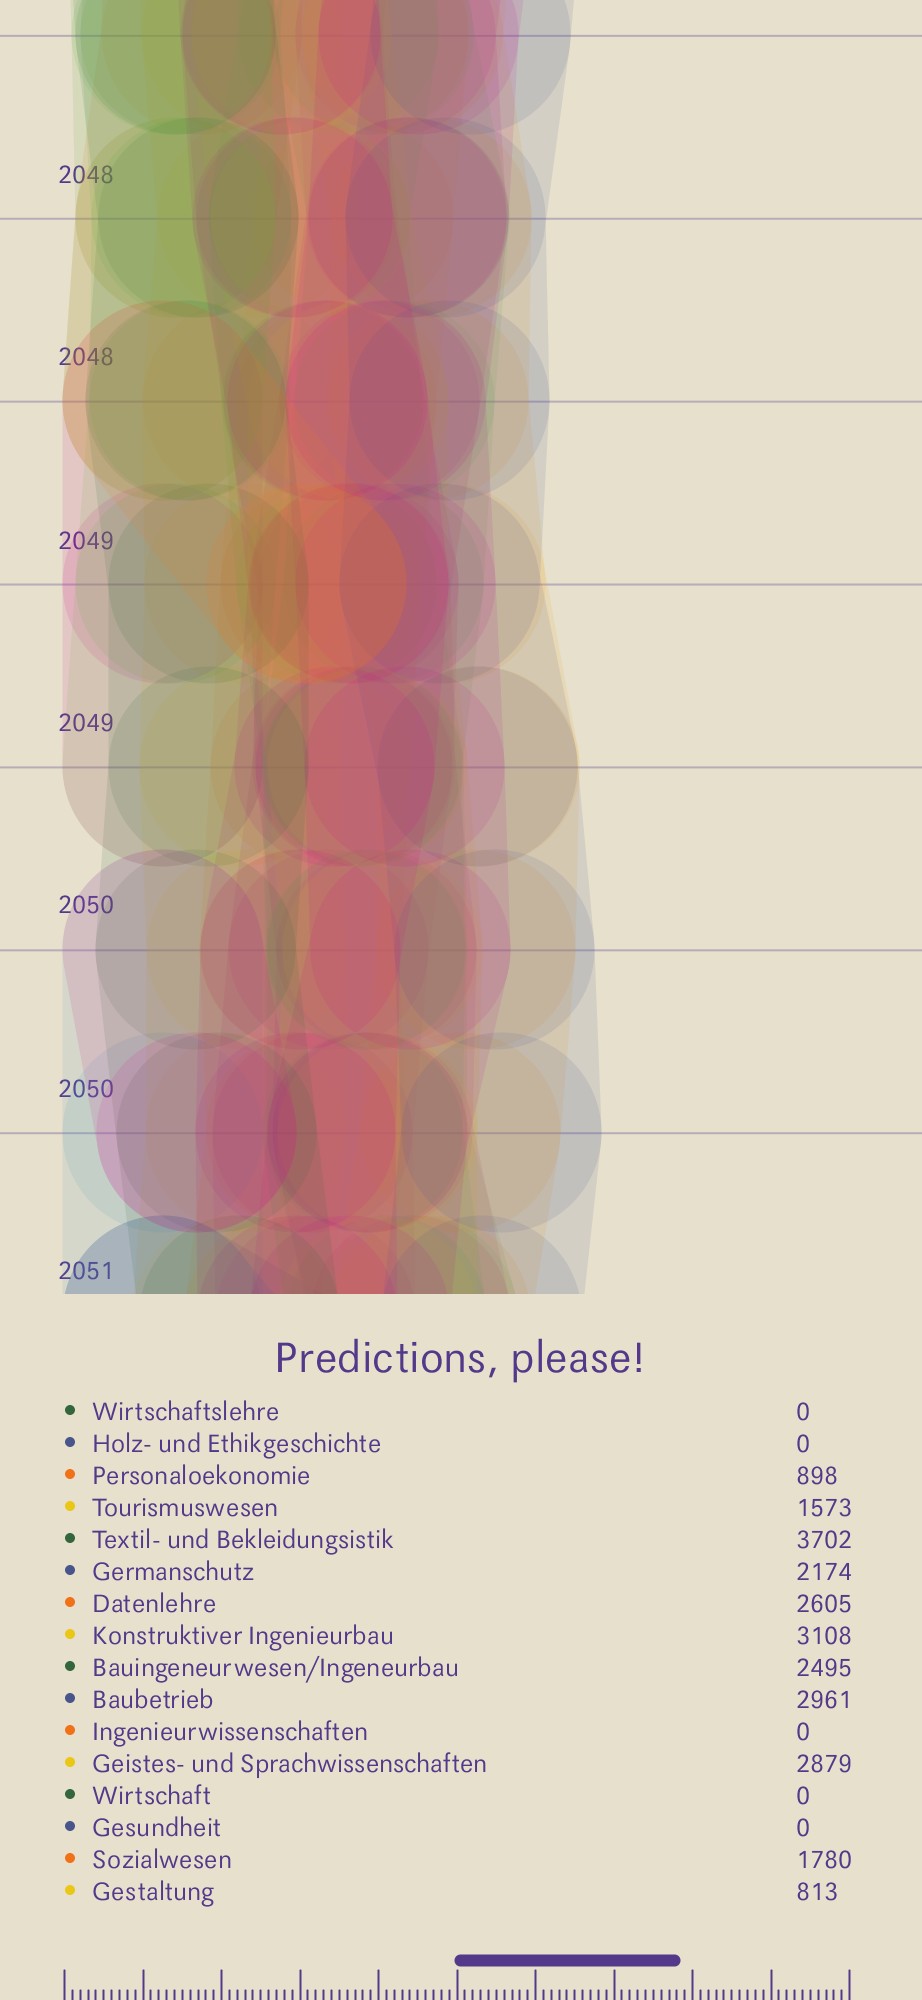 2048
2048
2049
2049
2050
2050
2051
Predictions, please!
Wirtschaftslehre 0
Holz- und Ethikgeschichte 0
Personaloekonomie 898
Tourismuswesen 1573
Textil- und Bekleidungsistik 3702
Germanschutz 2174
Datenlehre 2605
Konstruktiver Ingenieurbau 3108
Bauingeneurwesen/Ingeneurbau 2495
Baubetrieb 2961
Ingenieurwissenschaften 0
Geistes- und Sprachwissenschaften 2879
Wirtschaft 0
Gesundheit 0
Sozialwesen 1780
Gestaltung 813